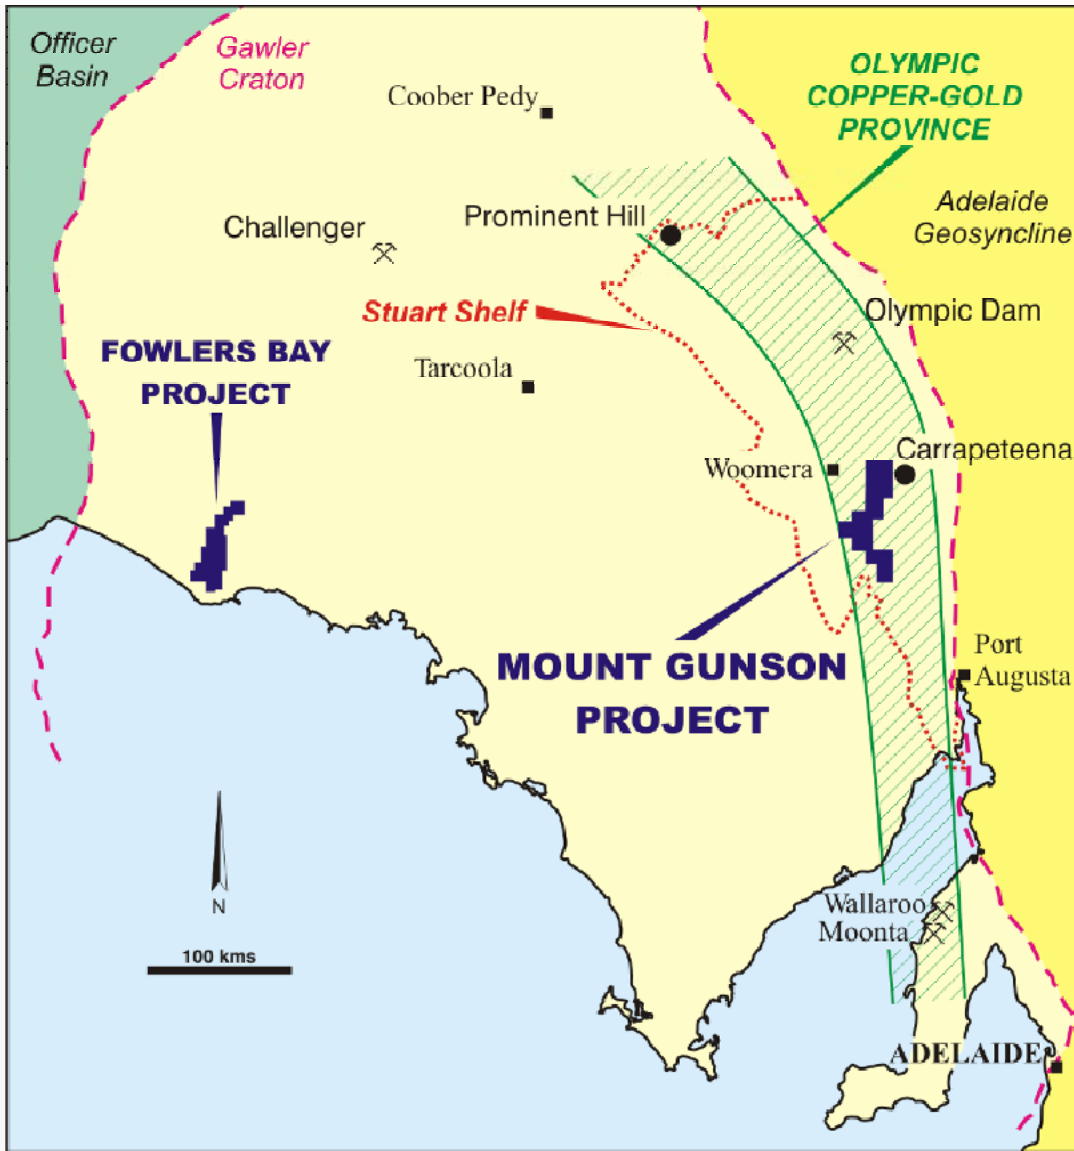 Officer
Basin
Gawler
Craton
Coober Pedy
OLYMPIC
COPPER-GOLD
PROVINCE
Adelaide
Geosyncline
Prominent Hill
Challenger
Stuart Shelf
Olympic Dam
FOWLERS BAY
PROJECT
Tarcoola
Carrapeteena
Woomera
MOUNT GUNSON
PROJECT
Port
Augusta
Wallaroo
Moonta
N
100 kms
ADELAIDE